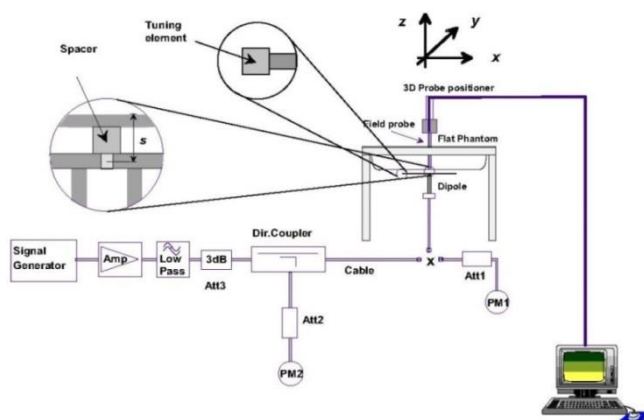 Tuning
element
z
y
x
Spacer
3D Probe positioner
Field probe
Flat Phantom
s
Dipole
Signal
Generator
Amp
Low
Pass
3dB
Att3
Dir.Coupler
Cable
x
Att1
PM1
Att2
PM2